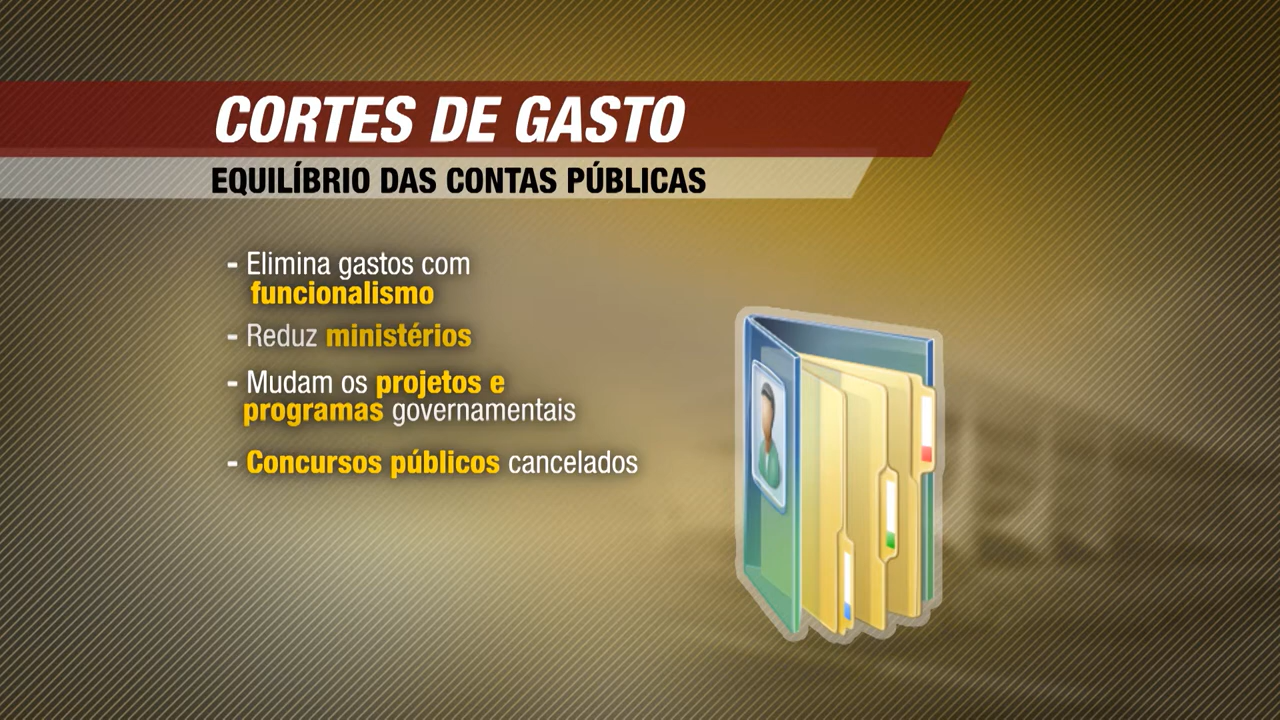 CORTES DE GASTO
EQUILÍBRIO DAS CONTAS PÚBLICAS
- Elimina gastos com
funcionalismo
- Reduz ministérios
- Mudam os projetos e
programas governamentais
- Concursos públicos cancelados